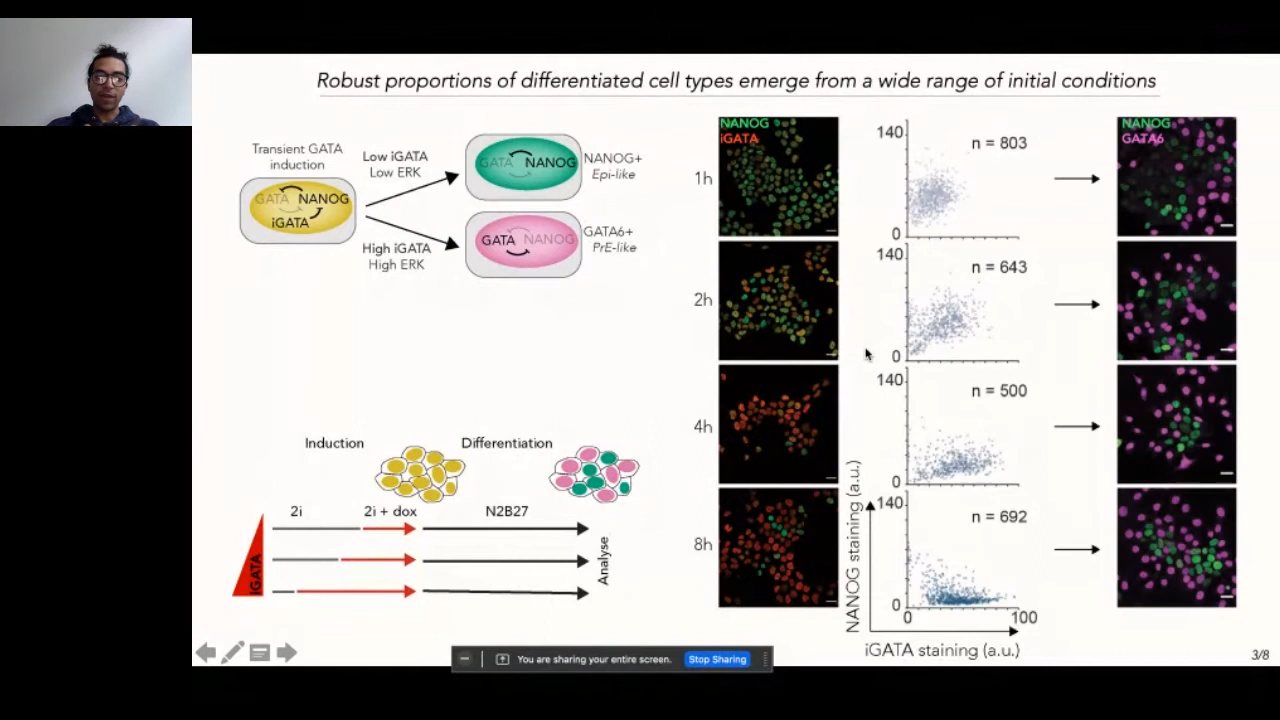 Robust proportions of differentiated cell types emerge from a wide range of initial conditions
Transient GATA
induction
GATA NANOG
iGATA
Low iGATA
Low ERK
High iGATA
High ERK
GATA NANOG
NANOG+
Epi-like
GATA NANOG
GATA6+
PrE-like
Induction
Differentiation
2i
2i + dox
N2B27
iGATA
Analyse
NANOG
iGATA
1h
2h
4h
8h
140
0
n = 803
140
0
n = 643
140
0
n = 500
140
0
n = 692
0
100
NANOG staining (a.u.)
iGATA staining (a.u.)
NANOG
GATA6
You are sharing your entire screen.
Stop Sharing
3/8